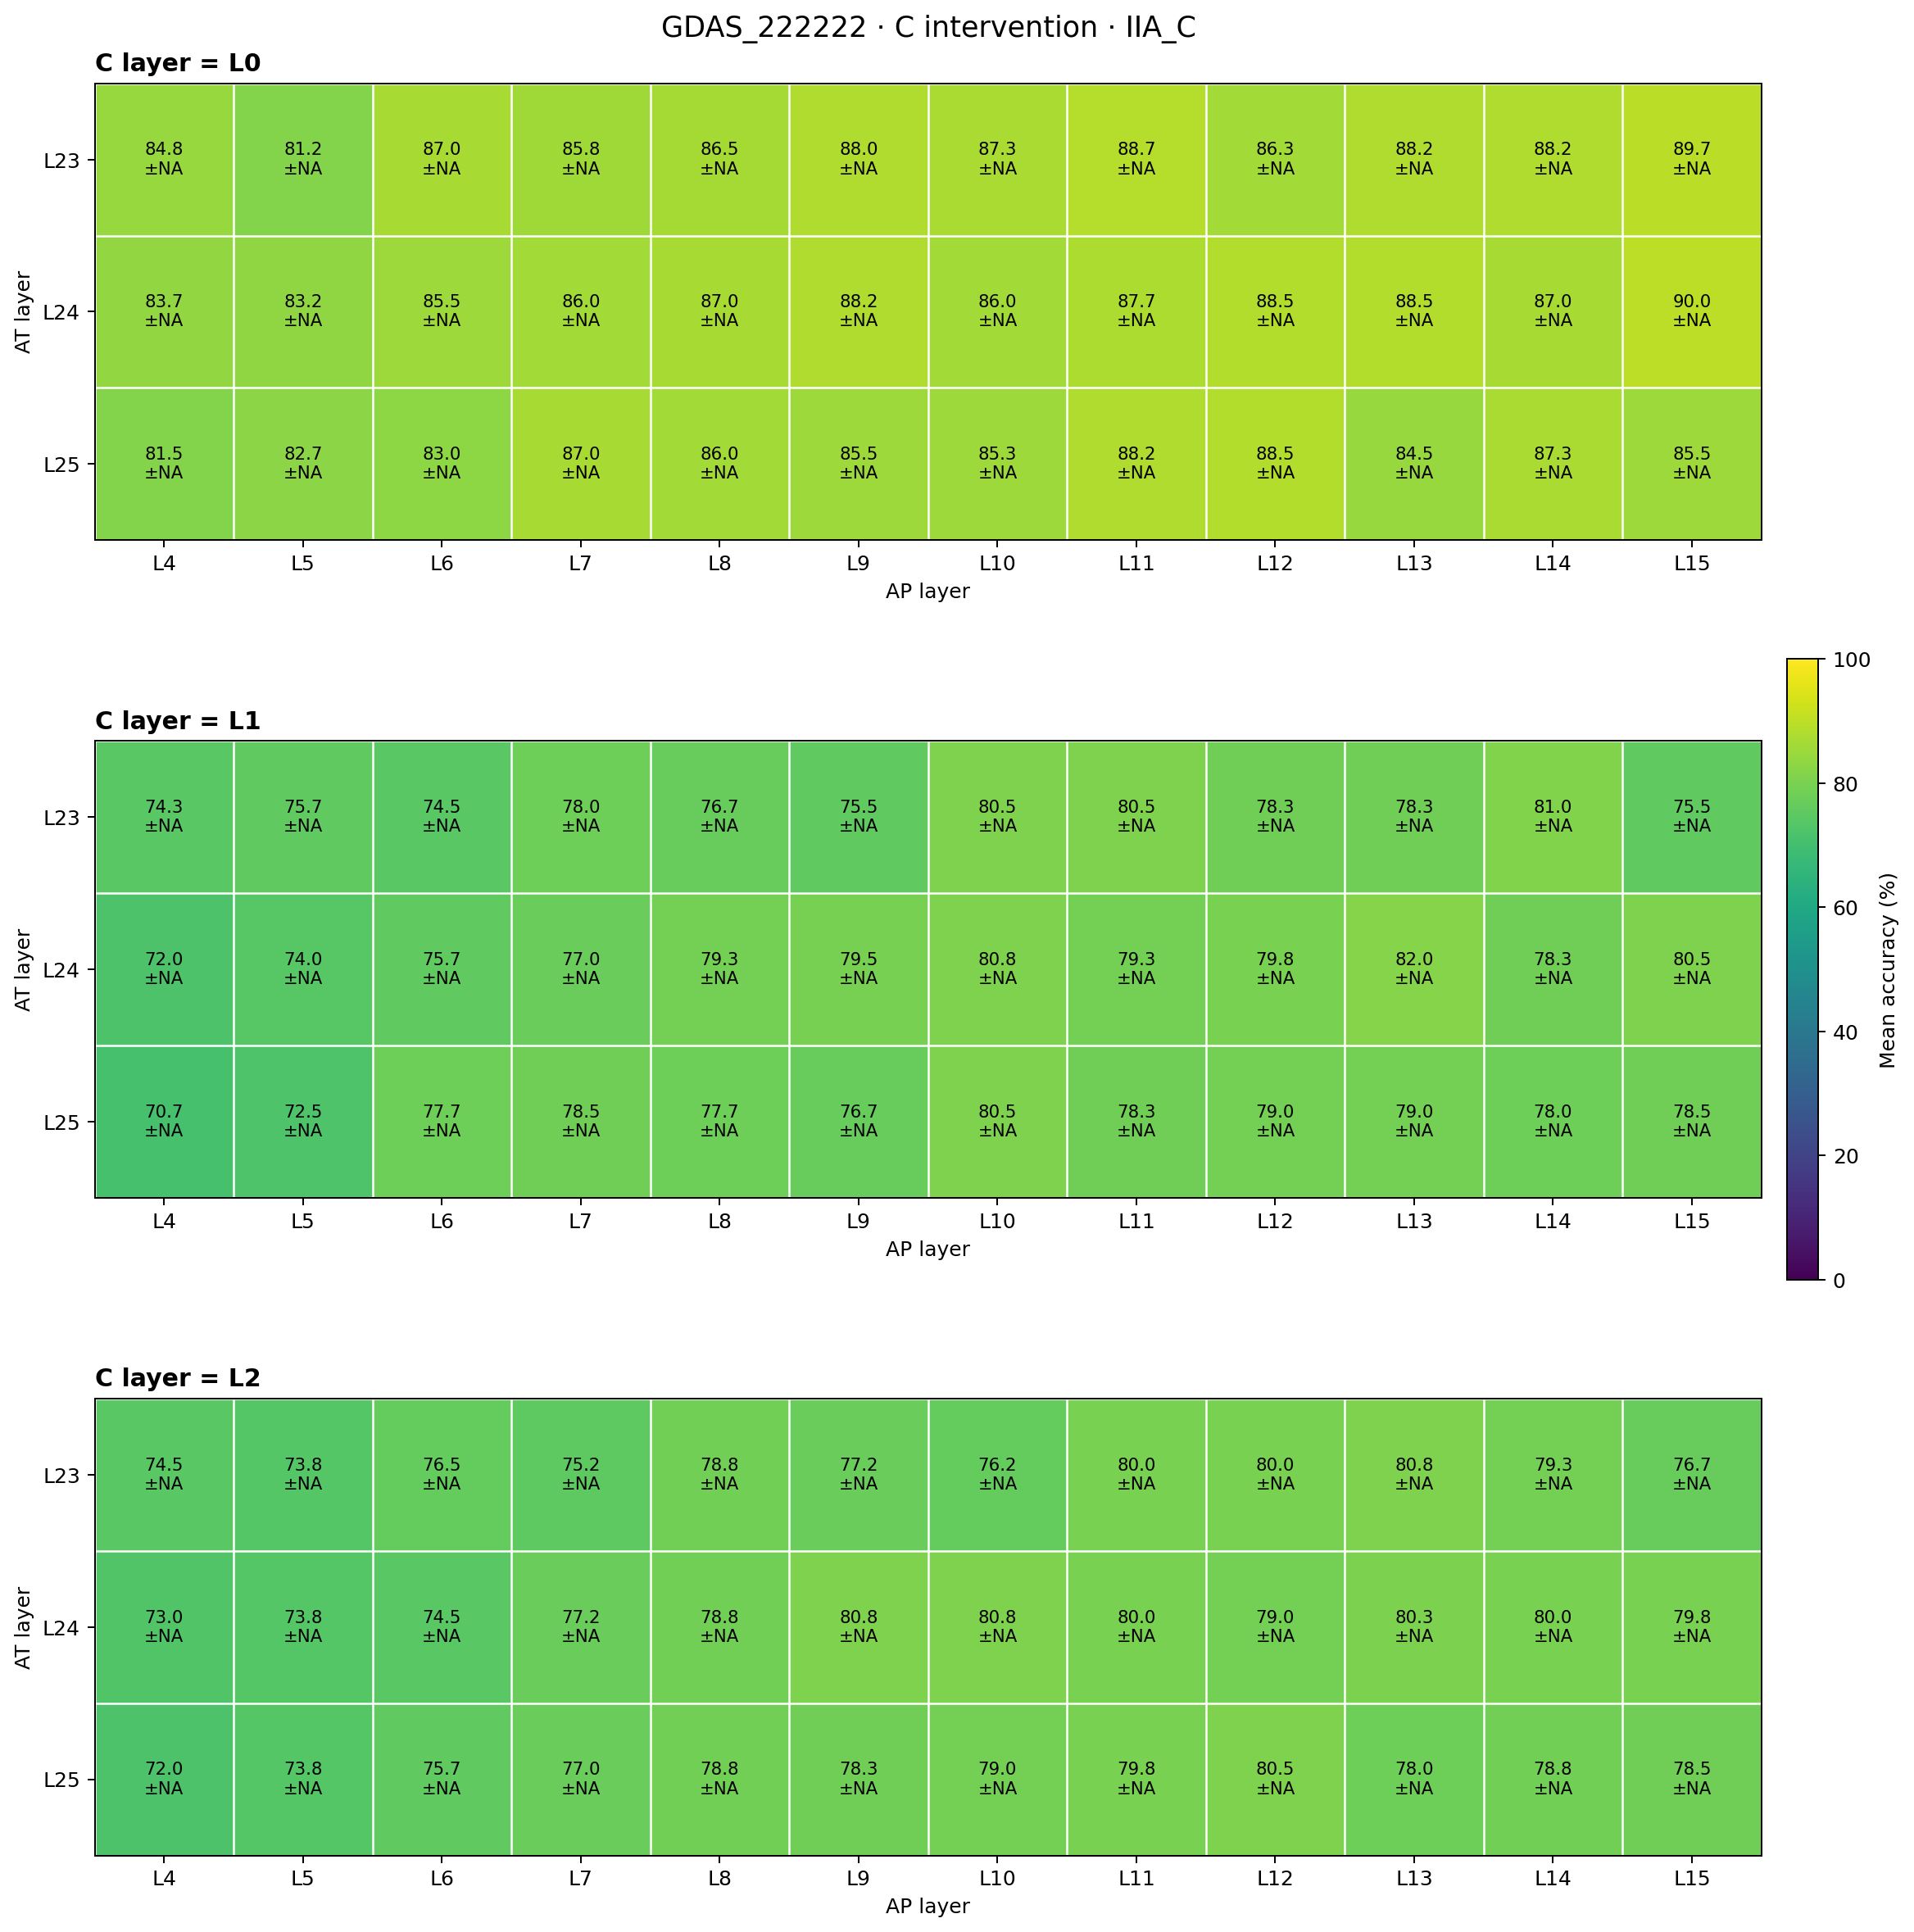 GDAS_222222 · C intervention · IIA_C
C layer = L0
84.8 81.2 87.0 85.8 86.5 88.0 87.3 88.7 86.3 88.2 88.2 89.7
L23
±NA ±NA ±NA ±NA ±NA ±NA ±NA ±NA ±NA ±NA ±NA ±NA
83.7 83.2 85.5 86.0 87.0 88.2 86.0 87.7 88.5 88.5 87.0 90.0
AT layer L24
±NA ±NA ±NA ±NA ±NA ±NA ±NA ±NA ±NA ±NA ±NA ±NA
81.5 82.7 83.0 87.0 86.0 85.5 85.3 88.2 88.5 84.5 87.3 85.5
L25
±NA ±NA ±NA ±NA ±NA ±NA ±NA ±NA ±NA ±NA ±NA ±NA
L4 L5 L6 L7 L8 L9 L10 L11 L12 L13 L14 L15
AP layer
C layer = L1
74.3 75.7 74.5 78.0 76.7 75.5 80.5 80.5 78.3 78.3 81.0 75.5
L23
±NA ±NA ±NA ±NA ±NA ±NA ±NA ±NA ±NA ±NA ±NA ±NA
72.0 74.0 75.7 77.0 79.3 79.5 80.8 79.3 79.8 82.0 78.3 80.5
AT layer L24
±NA ±NA ±NA ±NA ±NA ±NA ±NA ±NA ±NA ±NA ±NA ±NA
70.7 72.5 77.7 78.5 77.7 76.7 80.5 78.3 79.0 79.0 78.0 78.5
L25
±NA ±NA ±NA ±NA ±NA ±NA ±NA ±NA ±NA ±NA ±NA ±NA
L4 L5 L6 L7 L8 L9 L10 L11 L12 L13 L14 L15
AP layer
100
80
60
40
20
0
Mean accuracy (%)
C layer = L2
74.5 73.8 76.5 75.2 78.8 77.2 76.2 80.0 80.0 80.8 79.3 76.7
L23
±NA ±NA ±NA ±NA ±NA ±NA ±NA ±NA ±NA ±NA ±NA ±NA
73.0 73.8 74.5 77.2 78.8 80.8 80.8 80.0 79.0 80.3 80.0 79.8
AT layer L24
±NA ±NA ±NA ±NA ±NA ±NA ±NA ±NA ±NA ±NA ±NA ±NA
72.0 73.8 75.7 77.0 78.8 78.3 79.0 79.8 80.5 78.0 78.8 78.5
L25
±NA ±NA ±NA ±NA ±NA ±NA ±NA ±NA ±NA ±NA ±NA ±NA
L4 L5 L6 L7 L8 L9 L10 L11 L12 L13 L14 L15
AP layer